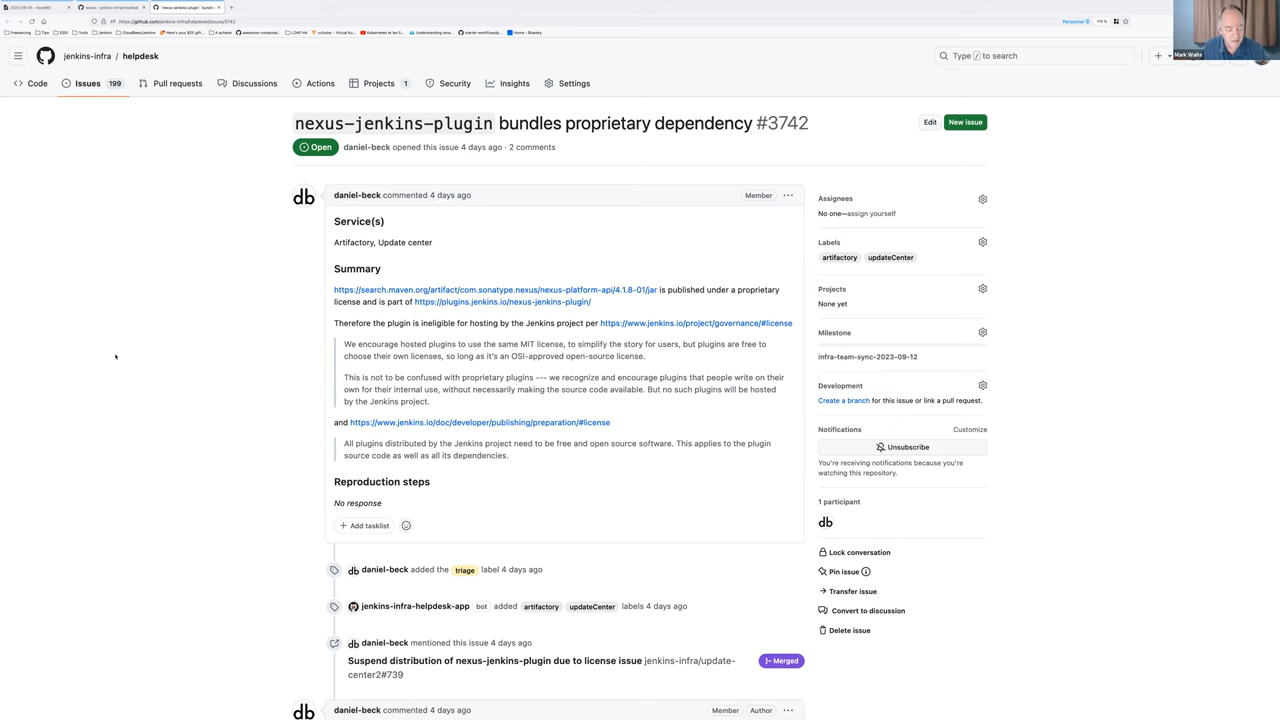 https://github.com/jenkins-infra/helpdesk/issues/3742
Mark Waite
jenkins-infra / helpdesk
Type / to search
Code
Issues 199
Pull requests
Discussions
Actions
Projects 1
Security
Insights
Settings
nexus-jenkins-plugin bundles proprietary dependency #3742
Edit
New issue
Open
daniel-beck opened this issue 4 days ago · 2 comments
db
daniel-beck commented 4 days ago
Member
Service(s)
Artifactory, Update center
Summary
https://search.maven.org/artifact/com.sonatype.nexus/nexus-platform-api/4.1.8-01/jar is published under a proprietary
license and is part of https://plugins.jenkins.io/nexus-jenkins-plugin/
Therefore the plugin is ineligible for hosting by the Jenkins project per https://www.jenkins.io/project/governance/#license
We encourage hosted plugins to use the same MIT license, to simplify the story for users, but plugins are free to
choose their own licenses, so long as it's an OSI-approved open-source license.
This is not to be confused with proprietary plugins --- we recognize and encourage plugins that people write on their
own for their internal use, without necessarily making the source code available. But no such plugins will be hosted
by the Jenkins project.
and https://www.jenkins.io/doc/developer/publishing/preparation/#license
All plugins distributed by the Jenkins project need to be free and open source software. This applies to the plugin
source code as well as all its dependencies.
Reproduction steps
No response
Add tasklist
db daniel-beck added the triage label 4 days ago
jenkins-infra-helpdesk-app bot added artifactory updateCenter labels 4 days ago
db daniel-beck mentioned this issue 4 days ago
Suspend distribution of nexus-jenkins-plugin due to license issue jenkins-infra/update-
center2#739
Merged
db
daniel-beck commented 4 days ago
Member
Author
Assignees
No one—assign yourself
Labels
artifactory
updateCenter
Projects
None yet
Milestone
infra-team-sync-2023-09-12
Development
Create a branch for this issue or link a pull request.
Notifications
Customize
Unsubscribe
You're receiving notifications because you're
watching this repository.
1 participant
db
Lock conversation
Pin issue
Transfer issue
Convert to discussion
Delete issue